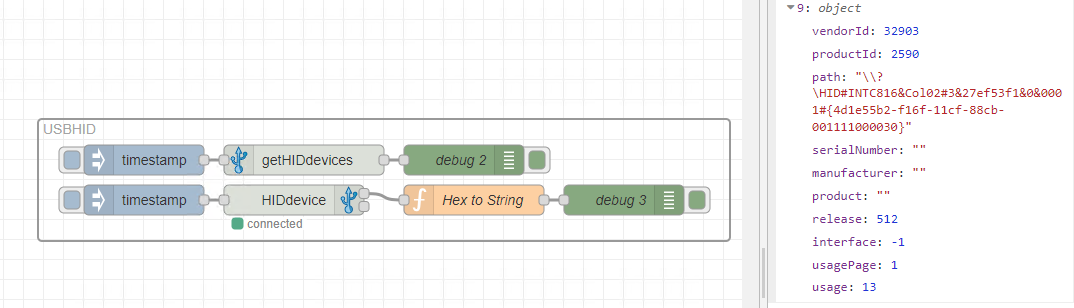 USBHID
timestamp
getHIDdevices
debug 2
timestamp
HIDdevice
Hex to String
debug 3
connected
9: object
vendorId: 32903
productId: 2590
path: "\\?
\HID#INTC816&Col02#3&27ef53f1&0&000
1#{4d1e55b2-f16f-11cf-88cb-
001111000030}"
serialNumber: ""
manufacturer: ""
product: ""
release: 512
interface: -1
usagePage: 1
usage: 13